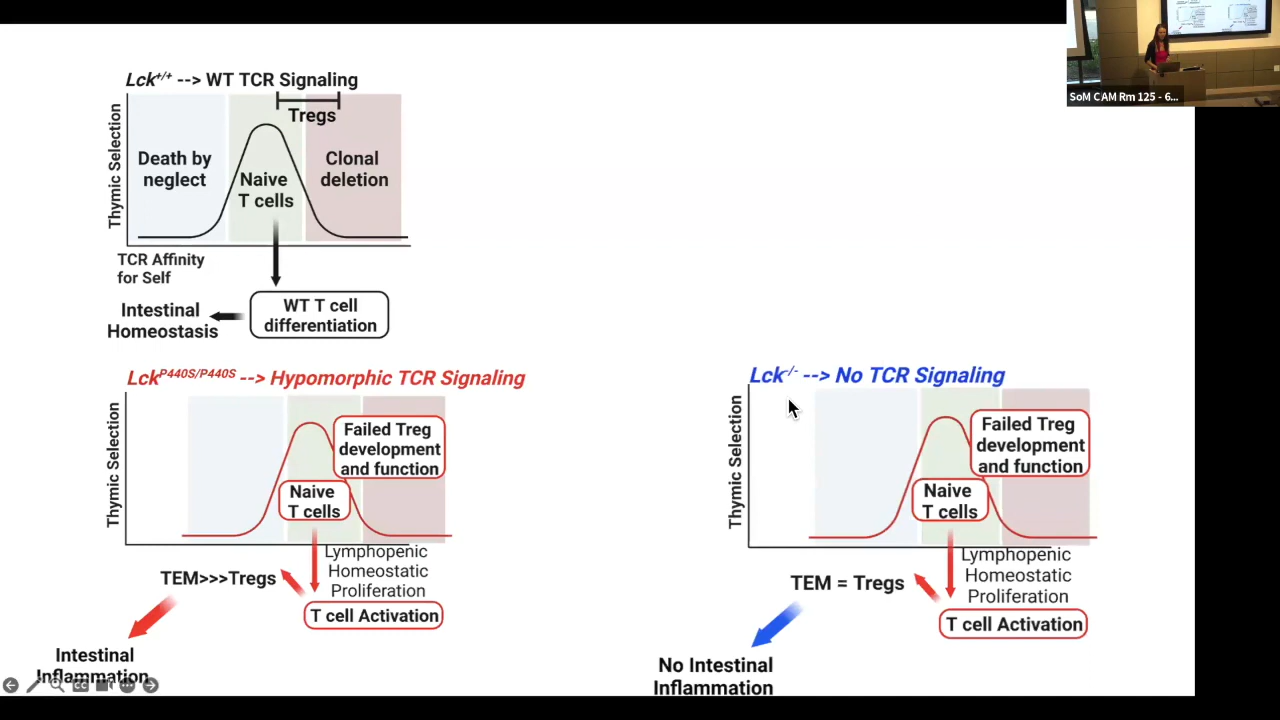 SoM CAM Rm 125 - 6...
Lck+/+ --> WT TCR Signaling
Tregs
Thymic Selection
Death by
neglect
Naive
T cells
Clonal
deletion
TCR Affinity
for Self
WT T cell
differentiation
Intestinal
Homeostasis
LckP440S/P440S --> Hypomorphic TCR Signaling
Thymic Selection
Failed Treg
development
and function
Naive
T cells
Lymphopenic
Homeostatic
Proliferation
TEM>>>Tregs
T cell Activation
Intestinal
Inflammation
Lck-/- --> No TCR Signaling
Thymic Selection
Failed Treg
development
and function
Naive
T cells
Lymphopenic
Homeostatic
Proliferation
TEM = Tregs
T cell Activation
No Intestinal
Inflammation
CC